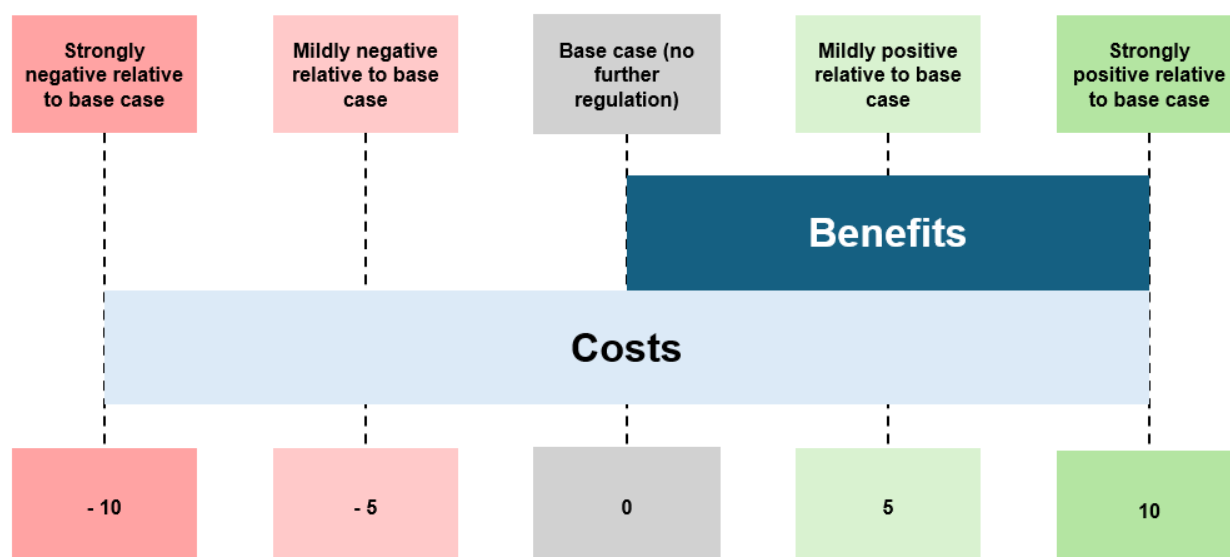 Strongly
negative relative
to base case
Mildly negative
relative to base
case
Base case (no
further
regulation)
Mildly positive
relative to base
case
Strongly
positive relative
to base case
Benefits
Costs
- 10
- 5
0
5
10